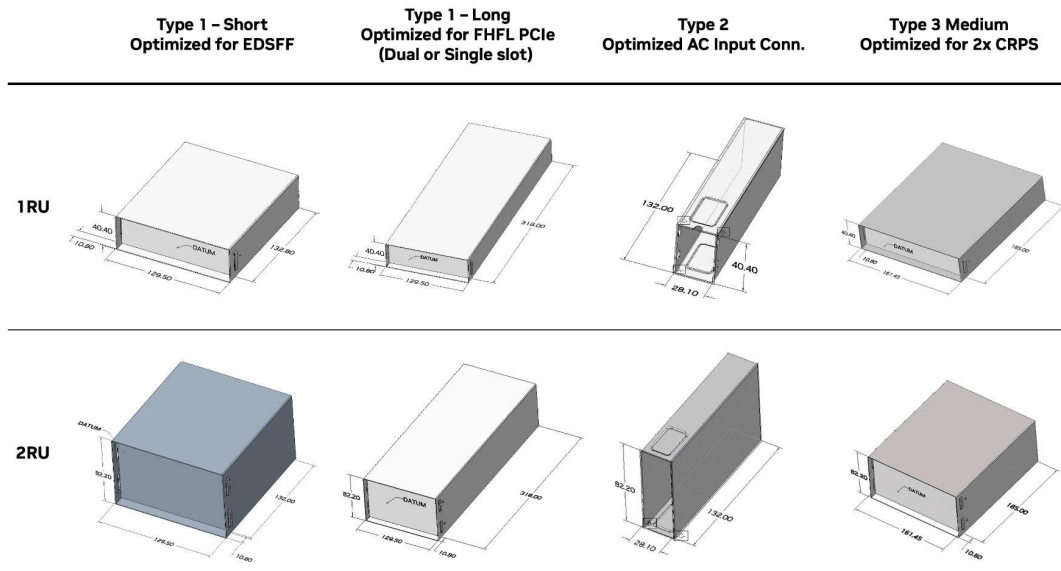 Type 1 – Short
Optimized for EDSFF
Type 1 – Long
Optimized for FHFL PCIe
(Dual or Single slot)
Type 2
Optimized AC Input Conn.
Type 3 Medium
Optimized for 2x CRPS
1RU
40.40
10.80
129.50
DATUM
132.80
40.40
10.80
129.50
DATUM
318.00
132.00
40.40
28.10
40.40
10.80
161.45
DATUM
185.00
2RU
DATUM
82.20
129.50
10.80
132.00
82.20
DATUM
129.50
10.80
318.00
82.20
28.10
132.00
82.20
DATUM
161.45
10.80
185.00